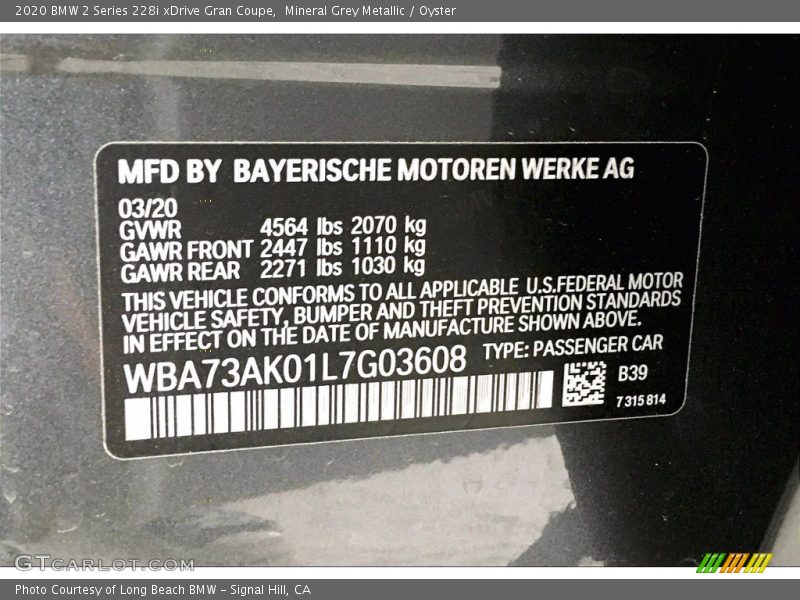 2020 BMW 2 Series 228i xDrive Gran Coupe,  Mineral Grey Metallic / Oyster
MFD BY BAYERISCHE MOTOREN WERKE AG
03/20
GVWR 4564 lbs 2070 kg
GAWR FRONT 2447 lbs 1110 kg
GAWR REAR 2271 lbs 1030 kg
THIS VEHICLE CONFORMS TO ALL APPLICABLE U.S.FEDERAL MOTOR
VEHICLE SAFETY, BUMPER AND THEFT PREVENTION STANDARDS
IN EFFECT ON THE DATE OF MANUFACTURE SHOWN ABOVE.
WBA73AK01L7G03608 TYPE: PASSENGER CAR
B39
7 315 814
GTCARLOT.COM
Photo Courtesy of Long Beach BMW - Signal Hill, CA